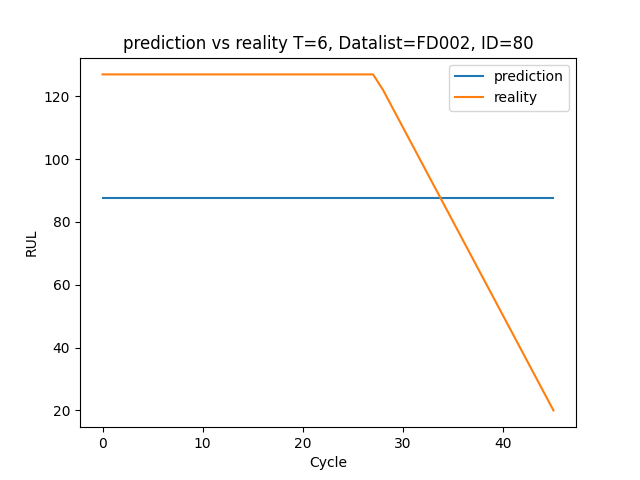 prediction vs reality T=6, Datalist=FD002, ID=80
prediction
reality
120
100
80
60
40
20
RUL
0 10 20 30 40
Cycle